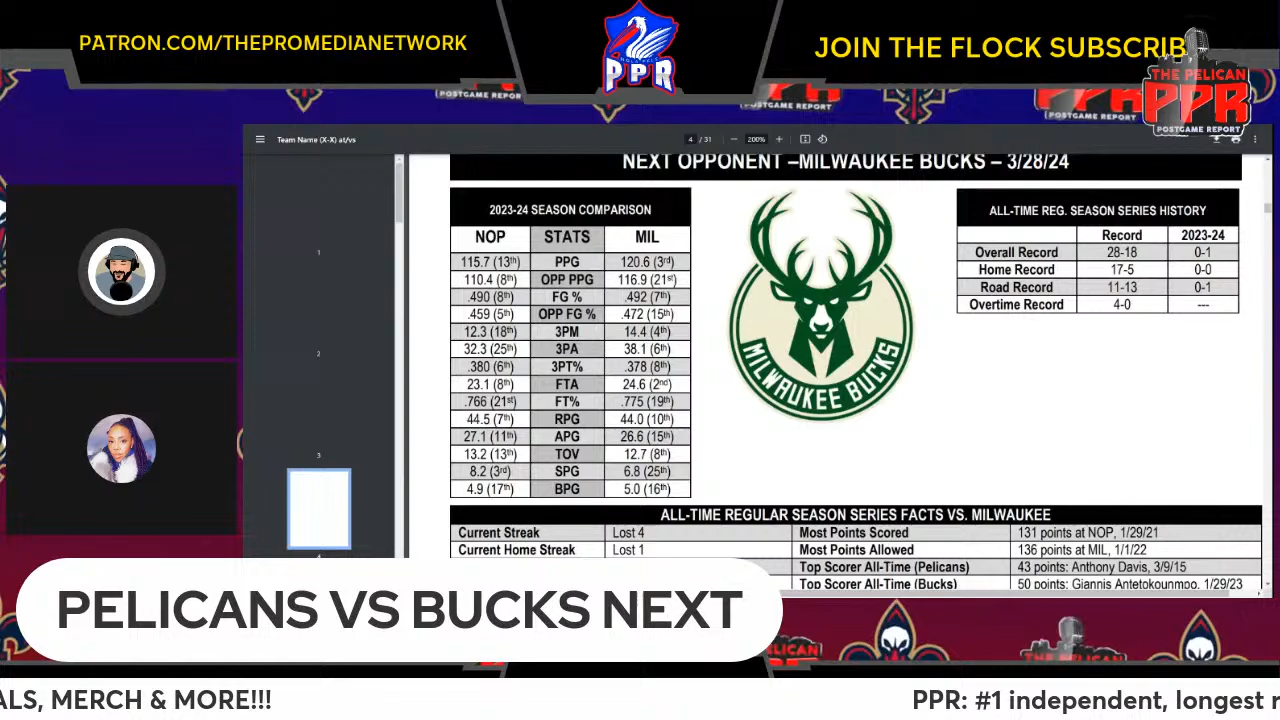 PATRON.COM/THEPROMEDIANETWORK
PPR
JOIN THE FLOCK SUBSCRIB
THE PELICAN
PPR
POSTGAME REPORT
Team Name (X-X) at/vs
4 / 31
200%
NEXT OPPONENT –MILWAUKEE BUCKS – 3/28/24
2023-24 SEASON COMPARISON
NOP STATS MIL
115.7 (13th) PPG 120.6 (3rd)
110.4 (8th) OPP PPG 116.9 (21st)
.490 (8th) FG % .492 (7th)
.459 (5th) OPP FG % .472 (15th)
12.3 (18th) 3PM 14.4 (4th)
32.3 (25th) 3PA 38.1 (6th)
.380 (6th) 3PT% .378 (8th)
23.1 (8th) FTA 24.6 (2nd)
.766 (21st) FT% .775 (19th)
44.5 (7th) RPG 44.0 (10th)
27.1 (11th) APG 26.6 (15th)
13.2 (13th) TOV 12.7 (8th)
8.2 (3rd) SPG 6.8 (25th)
4.9 (17th) BPG 5.0 (16th)
MILWAUKEE BUCKS
ALL-TIME REG. SEASON SERIES HISTORY
Record 2023-24
Overall Record 28-18 0-1
Home Record 17-5 0-0
Road Record 11-13 0-1
Overtime Record 4-0 ---
1
2
3
4
ALL-TIME REGULAR SEASON SERIES FACTS VS. MILWAUKEE
Current Streak Lost 4 Most Points Scored 131 points at NOP, 1/29/21
Current Home Streak Lost 1 Most Points Allowed 136 points at MIL, 1/1/22
Top Scorer All-Time (Pelicans) 43 points: Anthony Davis, 3/9/15
Top Scorer All-Time (Bucks) 50 points: Giannis Antetokounmpo, 1/29/23
PELICANS VS BUCKS NEXT
ALS, MERCH & MORE!!!
PPR: #1 independent, longest r